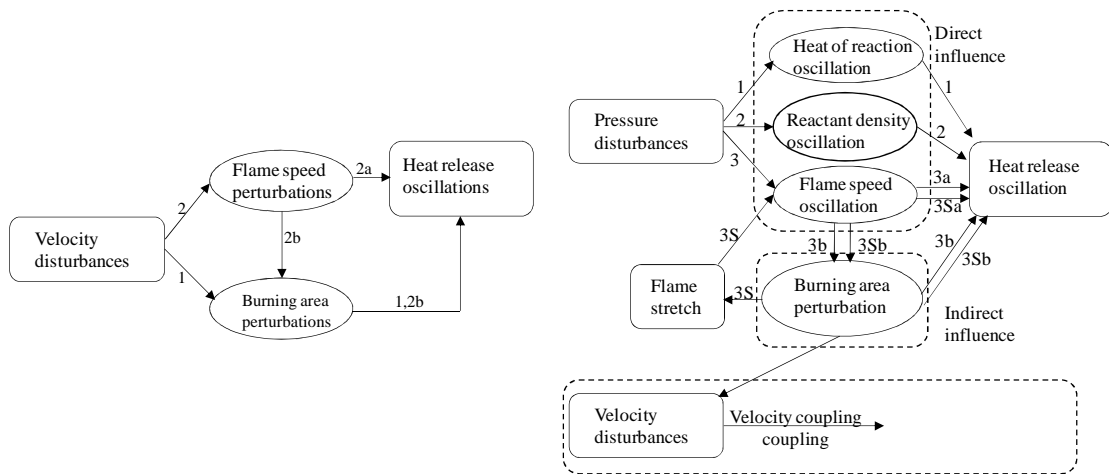 Flame speed
perturbations
2a
Heat release
oscillations
2
2b
Velocity
disturbances
1
Burning area
perturbations
1,2b
Direct
influence
Heat of reaction
oscillation
1
1
Pressure
disturbances
2
Reactant density
oscillation
2
3
Heat release
oscillation
Flame speed
oscillation
3a
3Sa
3S
3b
3Sb
3b
3Sb
Flame
stretch
3S
Burning area
perturbation
Indirect
influence
Velocity
disturbances
Velocity coupling
coupling